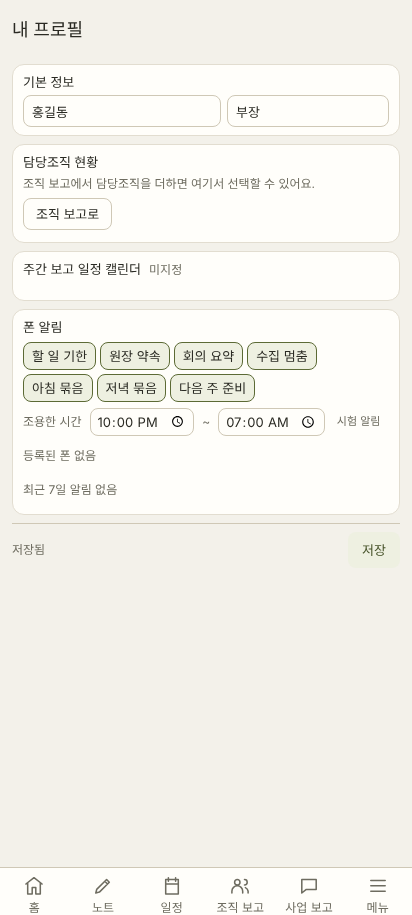 내 프로필
기본 정보
홍길동 부장
담당조직 현황
조직 보고에서 담당조직을 더하면 여기서 선택할 수 있어요.
조직 보고로
주간 보고 일정 캘린더 미지정
폰 알림
할 일 기한 원장 약속 회의 요약 수집 멈춤
아침 묶음 저녁 묶음 다음 주 준비
조용한 시간 10:00 PM ~ 07:00 AM 시험 알림
등록된 폰 없음
최근 7일 알림 없음
저장됨 저장
홈 노트 일정 조직 보고 사업 보고 메뉴